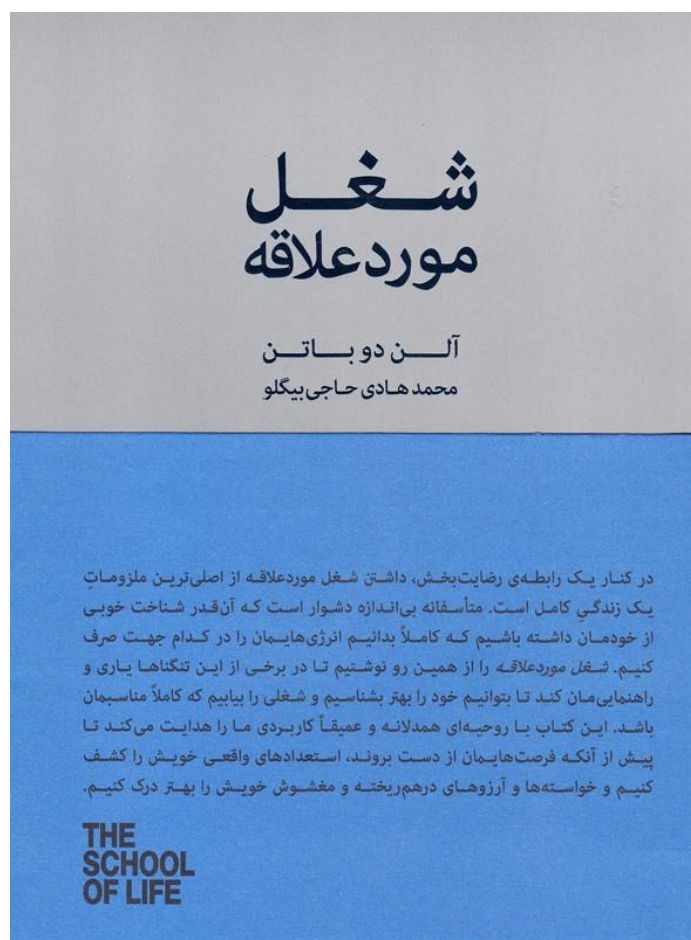 شغل
مورد علاقه
آلن دو باتن
محمد هادی حاجی‌بیگلو
در کنار یک رابطه‌ی رضایت‌بخش، داشتن شغل موردعلاقه از اصلی‌ترین ملزوماتِ
یک زندگیِ کامل است. متأسفانه بی‌اندازه دشوار است که آن‌قدر شناخت خوبی
از خودمان داشته باشیم که کاملاً بدانیم انرژی‌هایمان را در کدام جهت صرف
کنیم. شغل موردعلاقه را از همین رو نوشتیم تا در برخی از این تنگناها یاری و
راهنمایی‌مان کند تا بتوانیم خود را بهتر بشناسیم و شغلی را بیابیم که کاملاً مناسبمان
باشد. این کتاب با روحیه‌ای همدلانه و عمیقاً کاربردی ما را هدایت می‌کند تا
پیش از آنکه فرصت‌هایمان از دست بروند، استعدادهای واقعی خویش را کشف
کنیم و خواسته‌ها و آرزوهای درهم‌ریخته و مغشوش خویش را بهتر درک کنیم.
THE
SCHOOL
OF LIFE